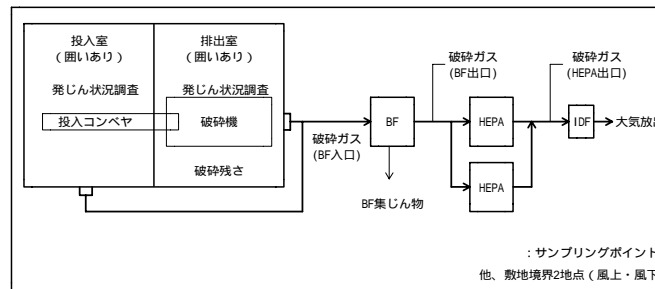 投入室
（囲いあり）
排出室
（囲いあり）
発じん状況調査
発じん状況調査
投入コンベヤ
破砕機
破砕残さ
破砕ガス
(BF入口)
BF
BF集じん物
破砕ガス
(BF出口)
HEPA
HEPA
破砕ガス
(HEPA出口)
IDF
大気放出
：サンプリングポイント
他、敷地境界2地点（風上・風下